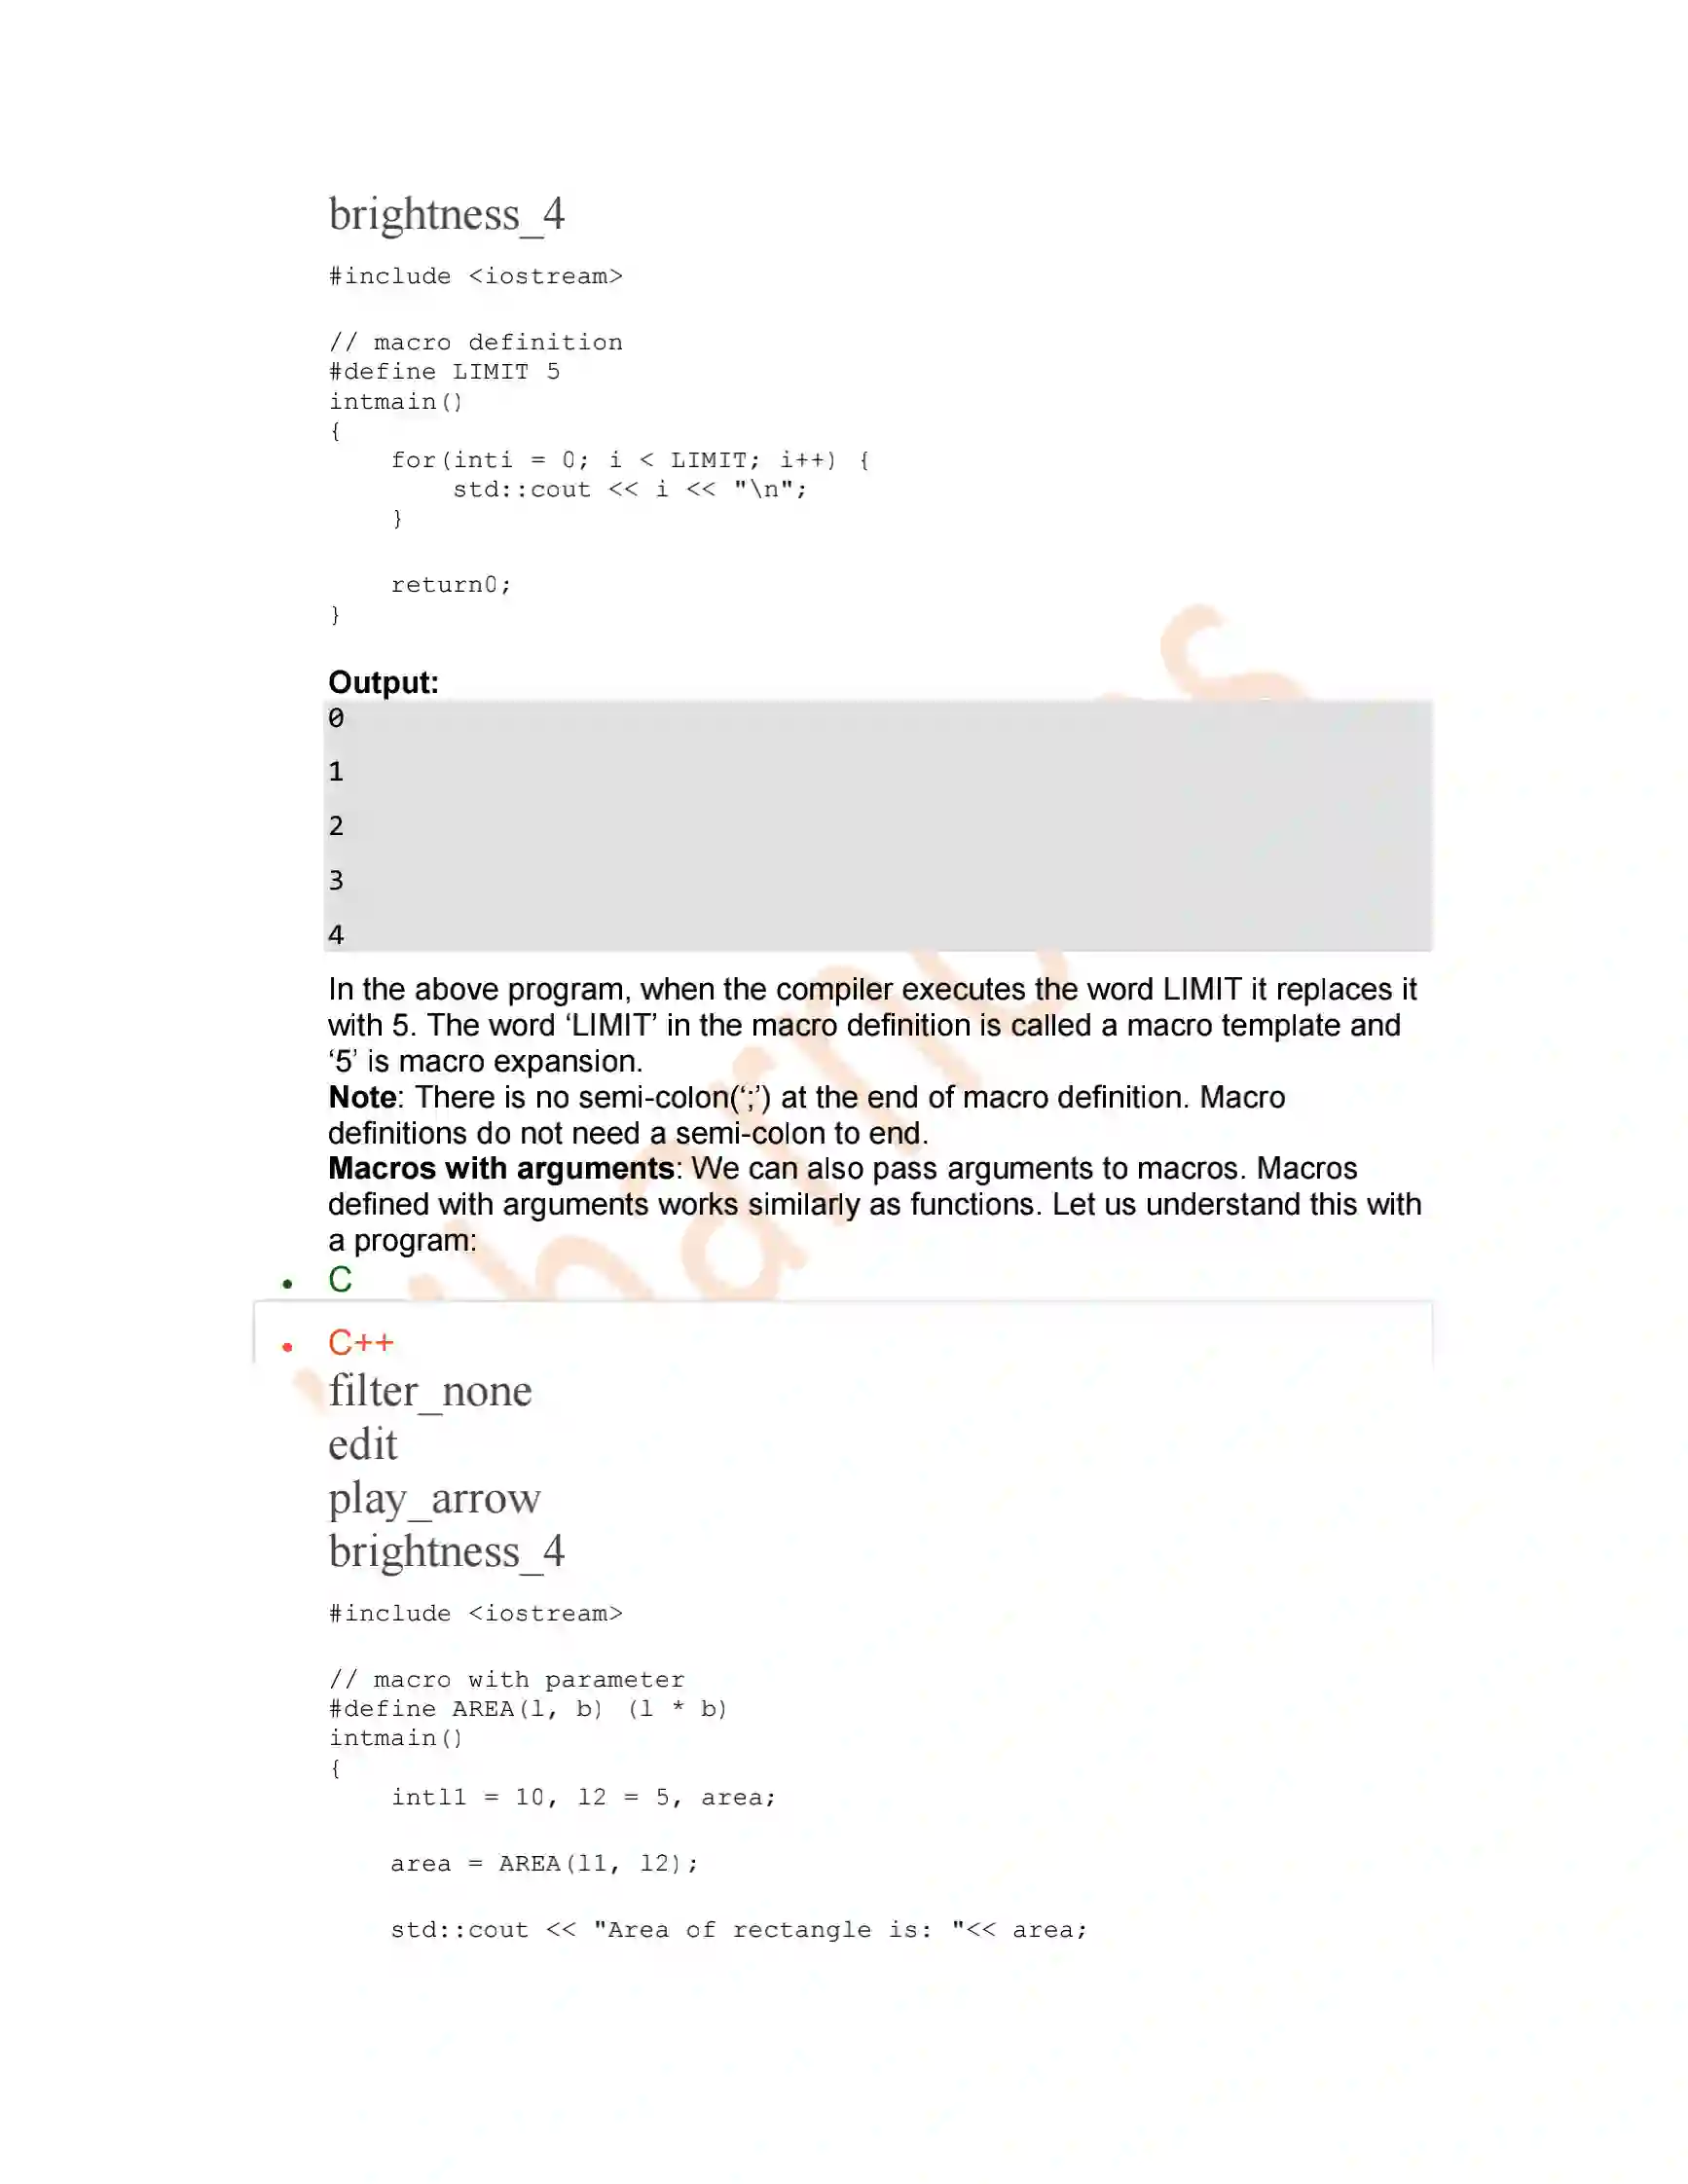 brightness_4
#include <iostream>
// macro definition
#define LIMIT 5
intmain()
{
    for(inti = 0; i < LIMIT; i++) {
        std::cout << i << "\n";
    }
    return0;
}
Output:
0
1
2
3
4
In the above program, when the compiler executes the word LIMIT it replaces it
with 5. The word ‘LIMIT’ in the macro definition is called a macro template and
‘5’ is macro expansion.
Note: There is no semi-colon(‘;’) at the end of macro definition. Macro
definitions do not need a semi-colon to end.
Macros with arguments: We can also pass arguments to macros. Macros
defined with arguments works similarly as functions. Let us understand this with
a program:
• C
• C++
filter_none
edit
play_arrow
brightness_4
#include <iostream>
// macro with parameter
#define AREA(l, b) (l * b)
intmain()
{
    intl1 = 10, l2 = 5, area;
    area = AREA(l1, l2);
    std::cout << "Area of rectangle is: "<< area;